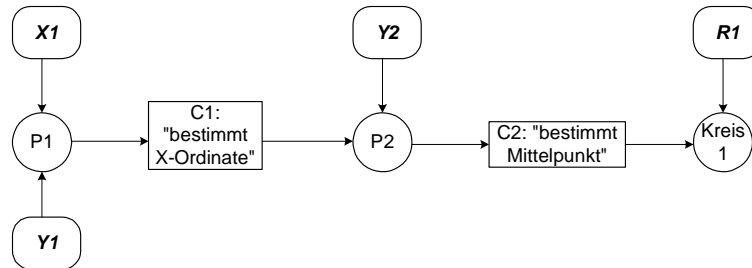 X1
Y2
R1
P1
C1:
"bestimmt
X-Ordinate"
P2
C2: "bestimmt
Mittelpunkt"
Kreis
1
Y1